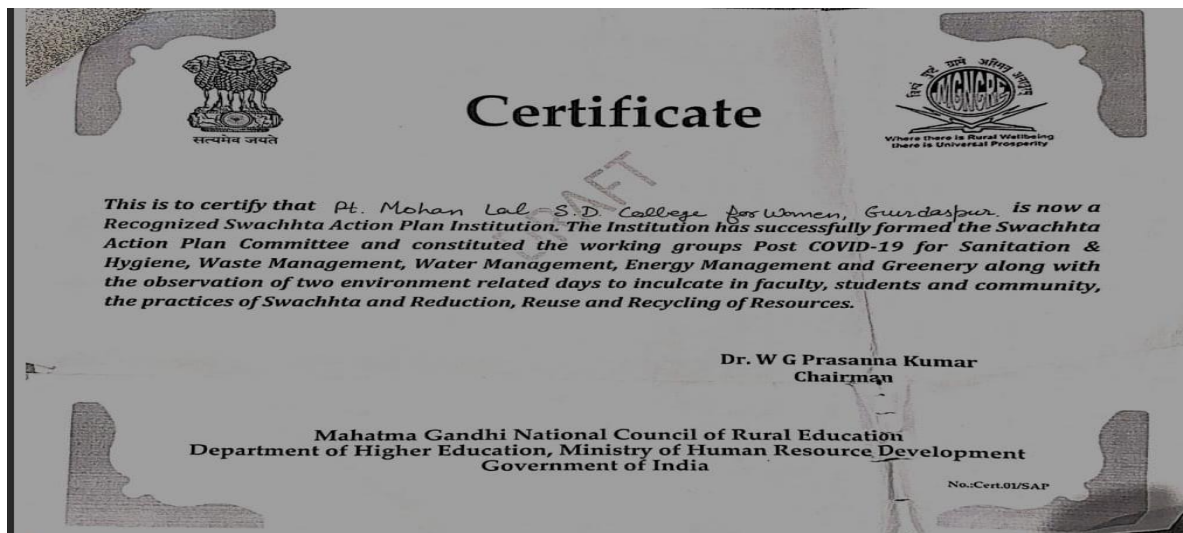 सत्यमेव जयते
Certificate
MGNCRE
Where there is Rural Wellbeing
there is Universal Prosperity
DRAFT
This is to certify that Pt. Mohan Lal S.D. College for Women, Gurdaspur. is now a
Recognized Swachhta Action Plan Institution. The Institution has successfully formed the Swachhta
Action Plan Committee and constituted the working groups Post COVID-19 for Sanitation &
Hygiene, Waste Management, Water Management, Energy Management and Greenery along with
the observation of two environment related days to inculcate in faculty, students and community,
the practices of Swachhta and Reduction, Reuse and Recycling of Resources.
Dr. W G Prasanna Kumar
Chairman
Mahatma Gandhi National Council of Rural Education
Department of Higher Education, Ministry of Human Resource Development
Government of India
No.:Cert.01/SAP